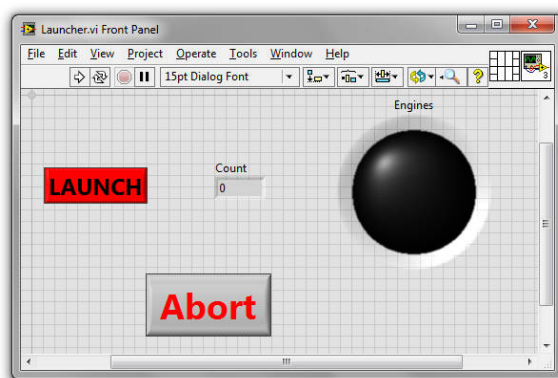 Launcher.vi Front Panel
File Edit View Project Operate Tools Window Help
15pt Dialog Font
3
Engines
Count
0
LAUNCH
Abort